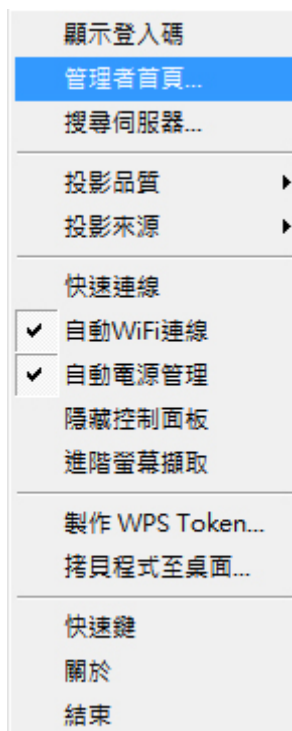 顯示登入碼
管理者首頁...
搜尋伺服器...
投影品質
投影來源
快速連線
自動WiFi連線
自動電源管理
隱藏控制面板
進階螢幕擷取
製作 WPS Token...
拷貝程式至桌面...
快速鍵
關於
結束